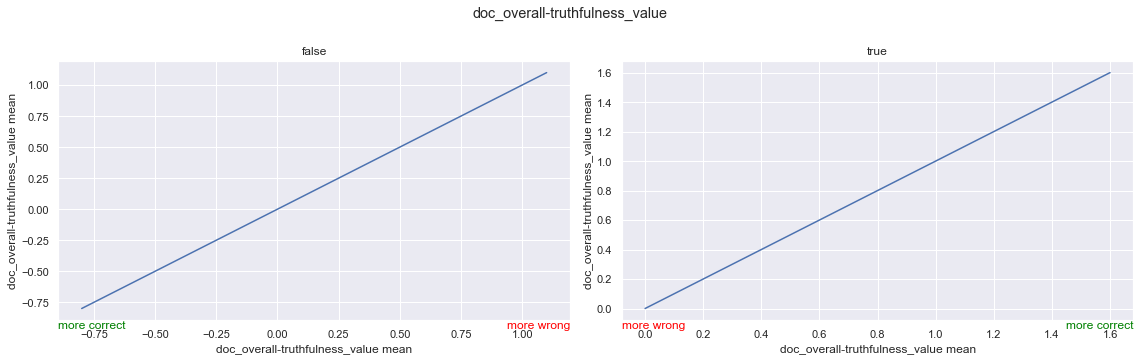 doc_overall-truthfulness_value
false
true
doc_overall-truthfulness_value mean
1.00
0.75
0.50
0.25
0.00
−0.25
−0.50
−0.75
more correct
more wrong
−0.75 −0.50 −0.25 0.00 0.25 0.50 0.75 1.00
doc_overall-truthfulness_value mean
doc_overall-truthfulness_value mean
1.6
1.4
1.2
1.0
0.8
0.6
0.4
0.2
0.0
more wrong
more correct
0.0 0.2 0.4 0.6 0.8 1.0 1.2 1.4 1.6
doc_overall-truthfulness_value mean